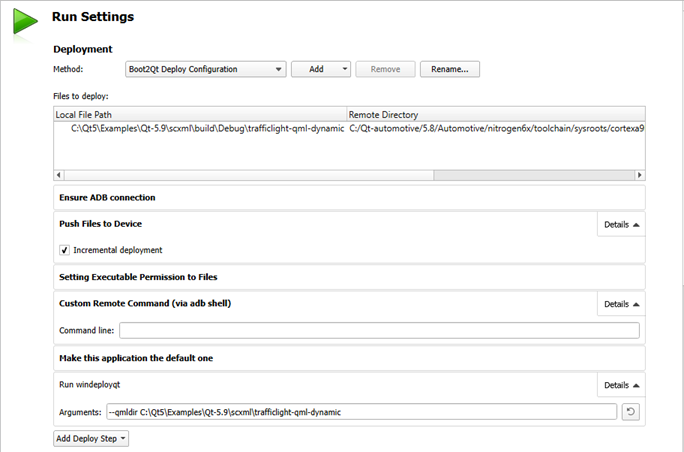 Run Settings
Deployment
Method: Boot2Qt Deploy Configuration Add Remove Rename...
Files to deploy:
Local File Path Remote Directory
C:\Qt5\Examples\Qt-5.9\scxml\build\Debug\trafficlight-qml-dynamic C:/Qt-automotive/5.8/Automotive/nitrogen6x/toolchain/sysroots/cortexa9
Ensure ADB connection
Push Files to Device Details
Incremental deployment
Setting Executable Permission to Files
Custom Remote Command (via adb shell) Details
Command line:
Make this application the default one
Run windeployqt Details
Arguments: --qmldir C:\Qt5\Examples\Qt-5.9\scxml\trafficlight-qml-dynamic
Add Deploy Step